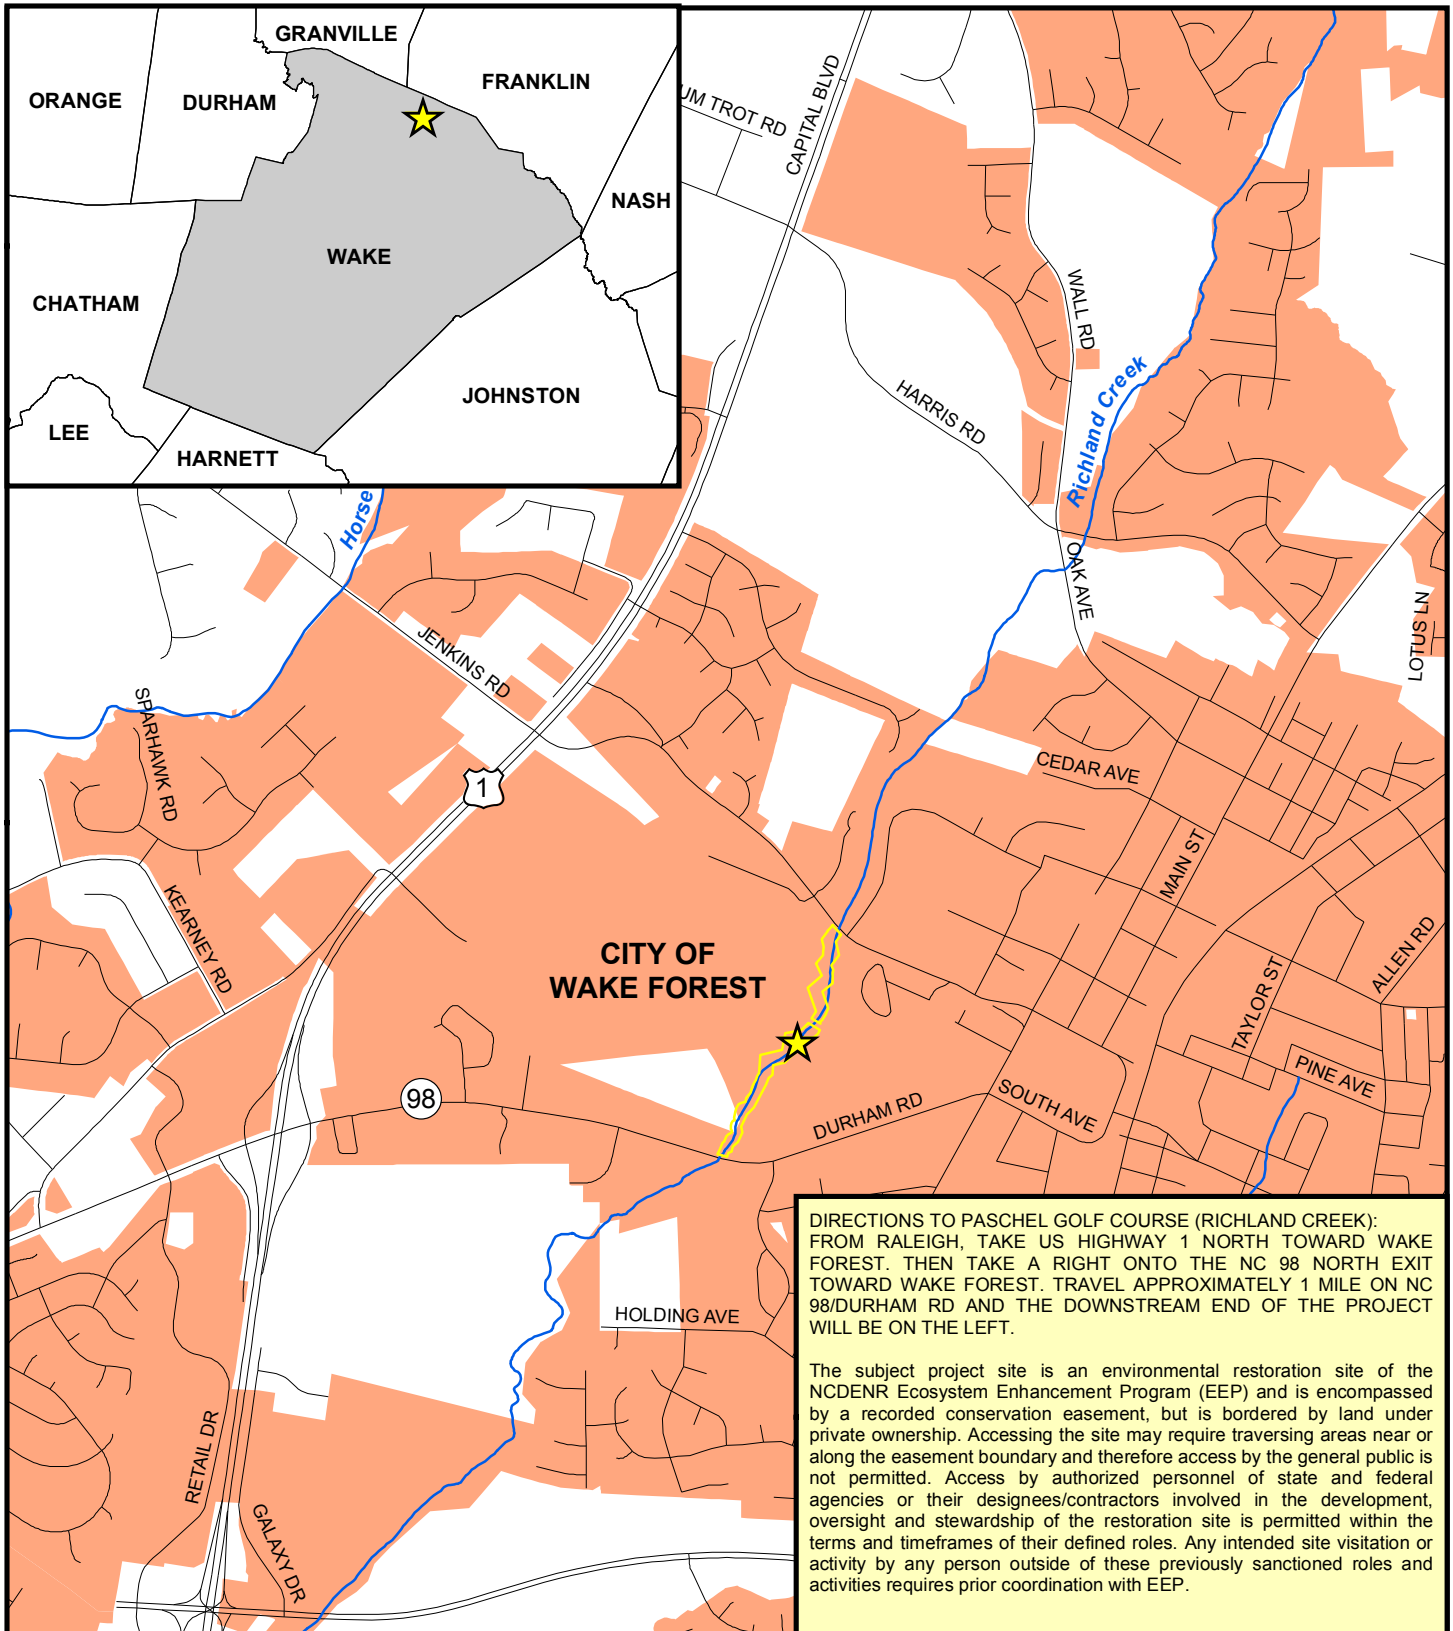 GRANVILLE
ORANGE
DURHAM
FRANKLIN
NASH
WAKE
CHATHAM
JOHNSTON
LEE
HARNETT
UM TROT RD
CAPITAL BLVD
WALL RD
HARRIS RD
Richland Creek
Horse
OAK AVE
LOTUS LN
JENKINS RD
SPARHAWK RD
1
CEDAR AVE
MAIN ST
KEARNEY RD
CITY OF
WAKE FOREST
ALLEN RD
TAYLOR ST
PINE AVE
98
DURHAM RD
SOUTH AVE
HOLDING AVE
RETAIL DR
GALAXY DR
DIRECTIONS TO PASCHEL GOLF COURSE (RICHLAND CREEK):
FROM RALEIGH, TAKE US HIGHWAY 1 NORTH TOWARD WAKE
FOREST. THEN TAKE A RIGHT ONTO THE NC 98 NORTH EXIT
TOWARD WAKE FOREST. TRAVEL APPROXIMATELY 1 MILE ON NC
98/DURHAM RD AND THE DOWNSTREAM END OF THE PROJECT
WILL BE ON THE LEFT.
The subject project site is an environmental restoration site of the
NCDENR Ecosystem Enhancement Program (EEP) and is encompassed
by a recorded conservation easement, but is bordered by land under
private ownership. Accessing the site may require traversing areas near or
along the easement boundary and therefore access by the general public is
not permitted. Access by authorized personnel of state and federal
agencies or their designees/contractors involved in the development,
oversight and stewardship of the restoration site is permitted within the
terms and timeframes of their defined roles. Any intended site visitation or
activity by any person outside of these previously sanctioned roles and
activities requires prior coordination with EEP.